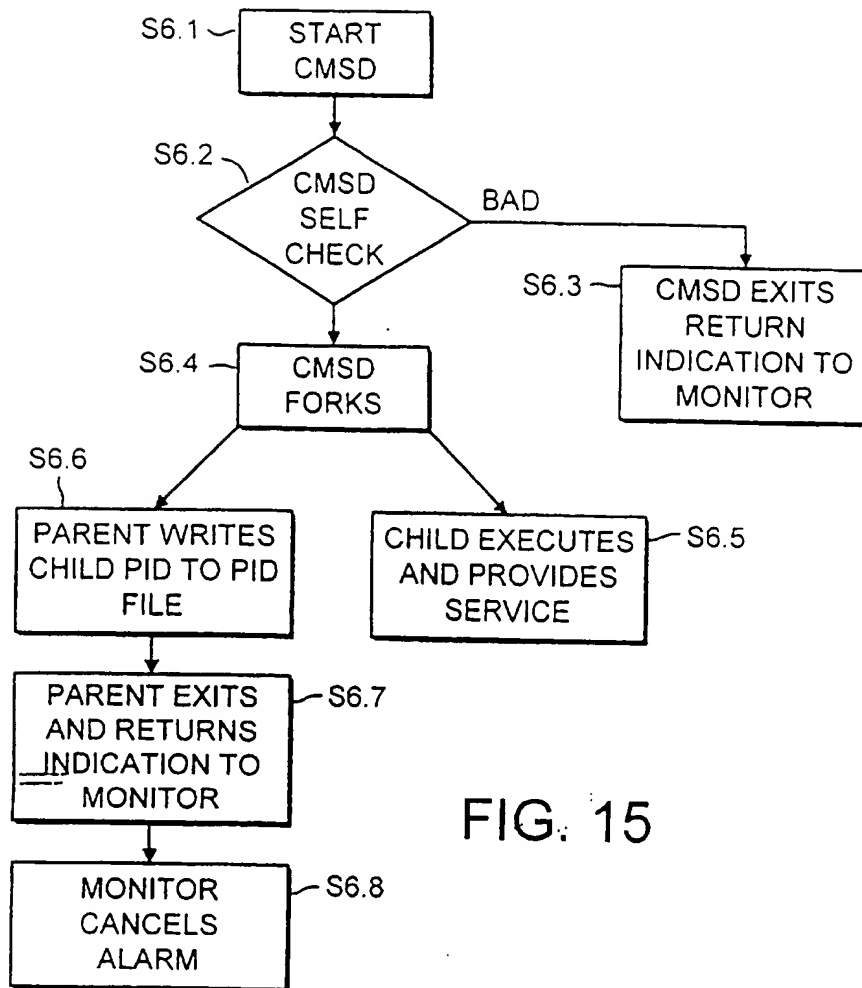 S6.1
START
CMSD
S6.2
CMSD
SELF
CHECK
BAD
S6.3
CMSD EXITS
RETURN
INDICATION TO
MONITOR
S6.4
CMSD
FORKS
S6.6
PARENT WRITES
CHILD PID TO PID
FILE
CHILD EXECUTES
AND PROVIDES
SERVICE
S6.5
PARENT EXITS
AND RETURNS
INDICATION TO
MONITOR
S6.7
MONITOR
CANCELS
ALARM
S6.8
FIG. 15